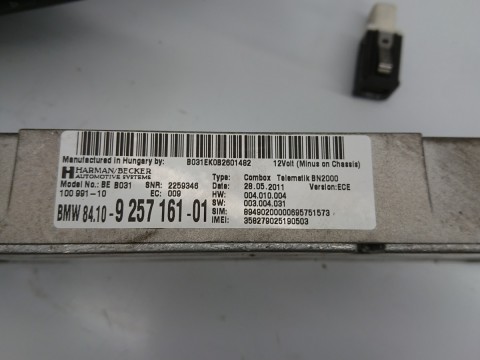 Manufactured in Hungary by: B031EK0B2601482 12Volt (Minus on Chassis)
HARMAN/BECKER Type: Combox Telematik BN2000
AUTOMOTIVE SYSTEMS
Model No.: BE B031 SNR: 2259346 Date: 28.05.2011 Version: ECE
100 991-10 EC: 009 HW: 004.010.004
BMW 84.10-9 257 161-01 SW: 003.004.031
SIM: 89490200000695751573
IMEI: 358279025190503